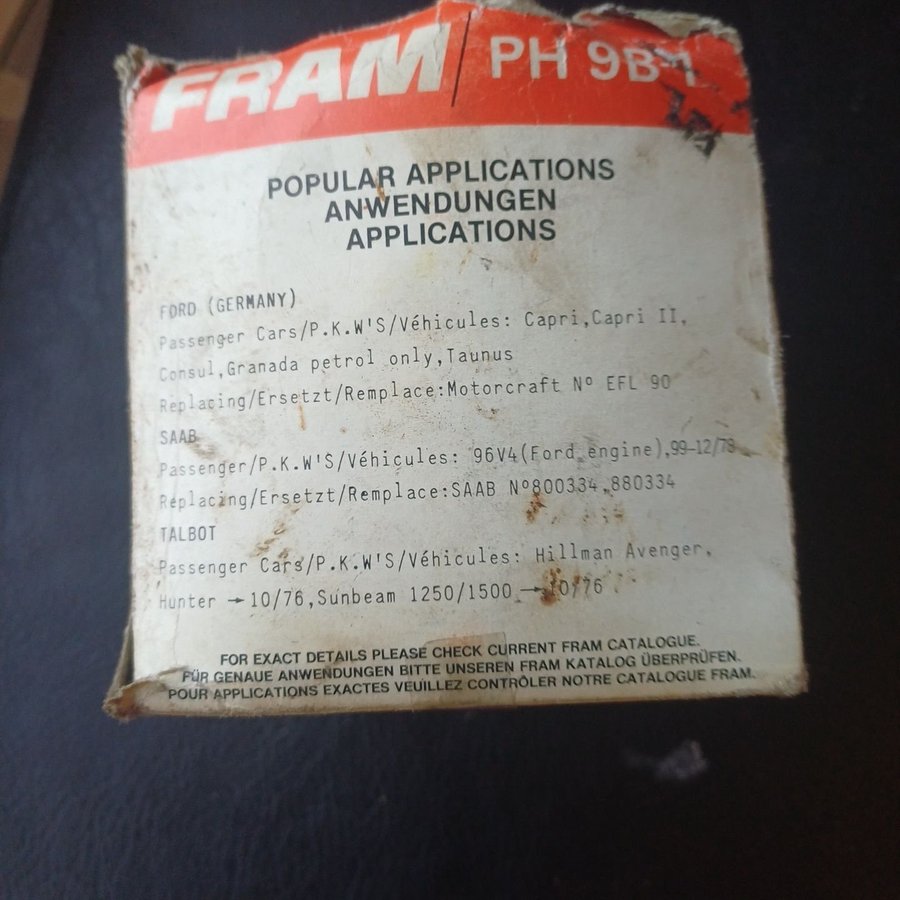 FRAM PH 9B-1
POPULAR APPLICATIONS
ANWENDUNGEN
APPLICATIONS
FORD (GERMANY)
Passenger Cars/P.K.W'S/Véhicules: Capri,Capri II,
Consul,Granada petrol only,Taunus
Replacing/Ersetzt/Remplace:Motorcraft Nº EFL 90
SAAB
Passenger/P.K.W'S/Véhicules: 96V4(Ford engine),99-12/78
Replacing/Ersetzt/Remplace:SAAB Nº800334,880334
TALBOT
Passenger Cars/P.K.W'S/Véhicules: Hillman Avenger,
Hunter → 10/76,Sunbeam 1250/1500 → 10/76
FOR EXACT DETAILS PLEASE CHECK CURRENT FRAM CATALOGUE.
FÜR GENAUE ANWENDUNGEN BITTE UNSEREN FRAM KATALOG ÜBERPRÜFEN.
POUR APPLICATIONS EXACTES VEUILLEZ CONTRÔLER NOTRE CATALOGUE FRAM.